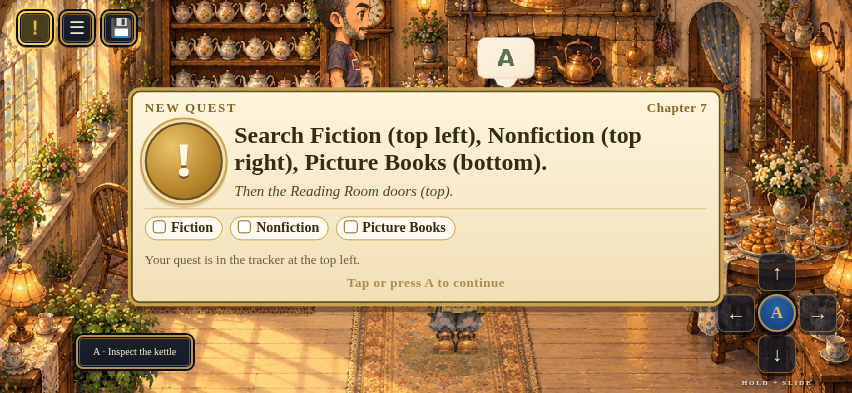 !
☰
A
NEW QUEST
Chapter 7
!
Search Fiction (top left), Nonfiction (top
right), Picture Books (bottom).
Then the Reading Room doors (top).
Fiction
Nonfiction
Picture Books
Your quest is in the tracker at the top left.
Tap or press A to continue
↑
← A →
↓
A · Inspect the kettle
HOLD + SLIDE